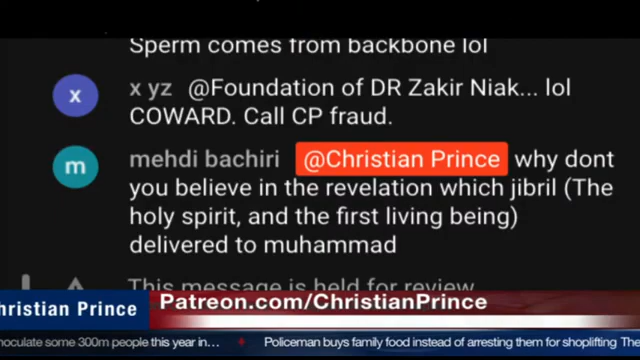 Sperm comes from backbone lol
x
x yz @Foundation of DR Zakir Niak... lol
COWARD. Call CP fraud.
m
mehdi bachiri @Christian Prince why dont
you believe in the revelation which jibril (The
holy spirit, and the first living being)
delivered to muhammad
This message is held for review
hristian Prince
Patreon.com/ChristianPrince
noculate some 300m people this year in... Policeman buys family food instead of arresting them for shoplifting The